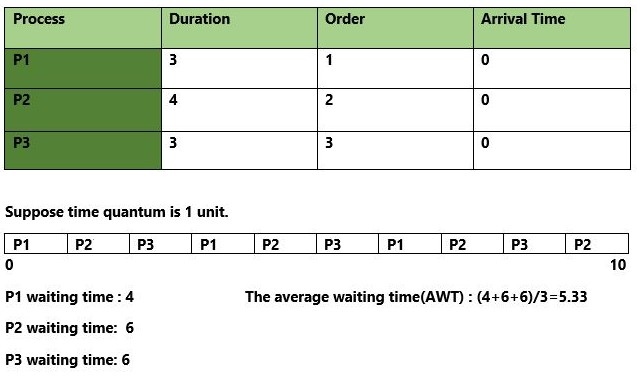 Process Duration Order Arrival Time
P1 3 1 0
P2 4 2 0
P3 3 3 0
Suppose time quantum is 1 unit.
P1 P2 P3 P1 P2 P3 P1 P2 P3 P2
0 10
P1 waiting time : 4 The average waiting time(AWT) : (4+6+6)/3=5.33
P2 waiting time: 6
P3 waiting time: 6